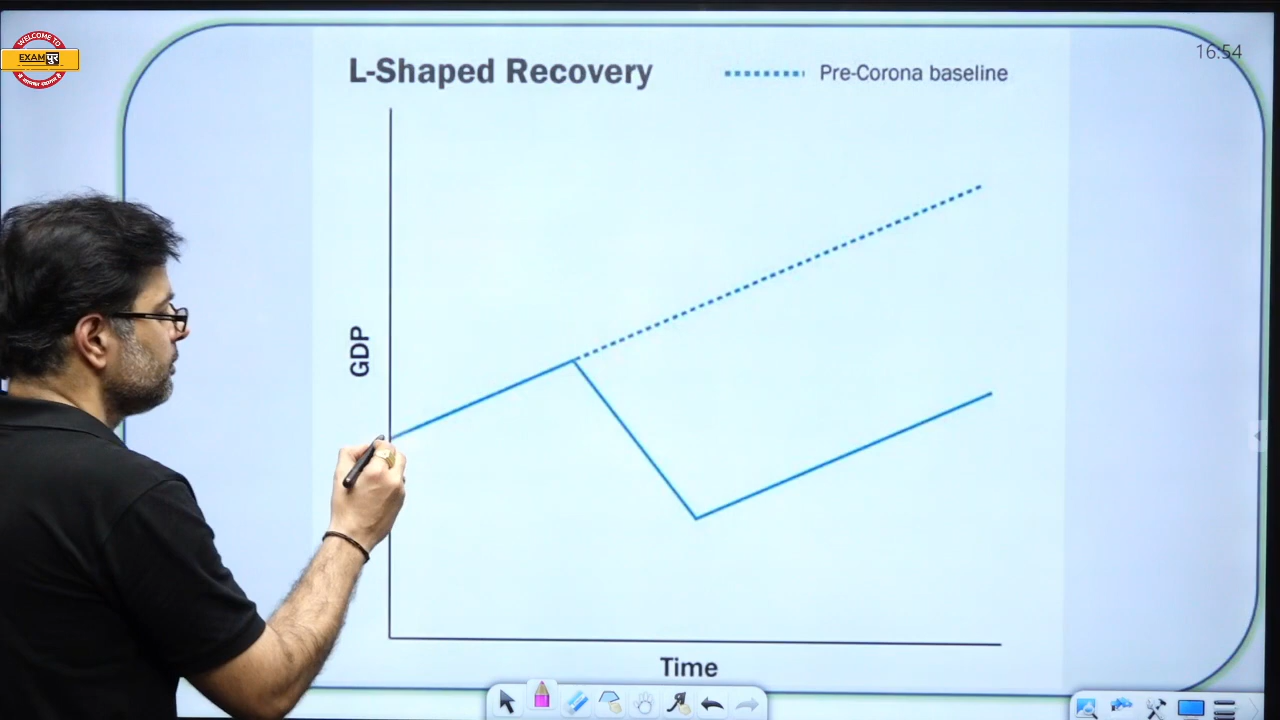 WELCOME TO
EXAM पुर
16:54
L-Shaped Recovery
Pre-Corona baseline
GDP
Time